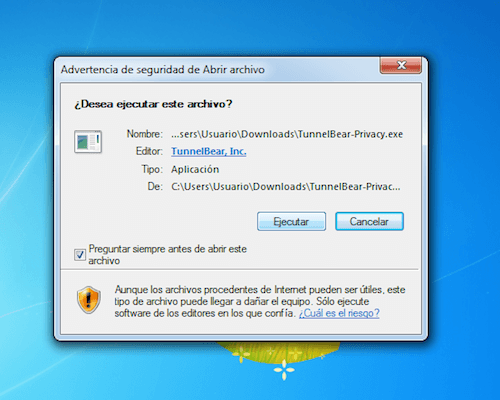 Advertencia de seguridad de Abrir archivo
¿Desea ejecutar este archivo?
Nombre: ...sers\Usuario\Downloads\TunnelBear-Privacy.exe
Editor: TunnelBear, Inc.
Tipo: Aplicación
De: C:\Users\Usuario\Downloads\TunnelBear-Privac...
Ejecutar Cancelar
Preguntar siempre antes de abrir este
archivo
Aunque los archivos procedentes de Internet pueden ser útiles, este
tipo de archivo puede llegar a dañar el equipo. Sólo ejecute
software de los editores en los que confía. ¿Cuál es el riesgo?